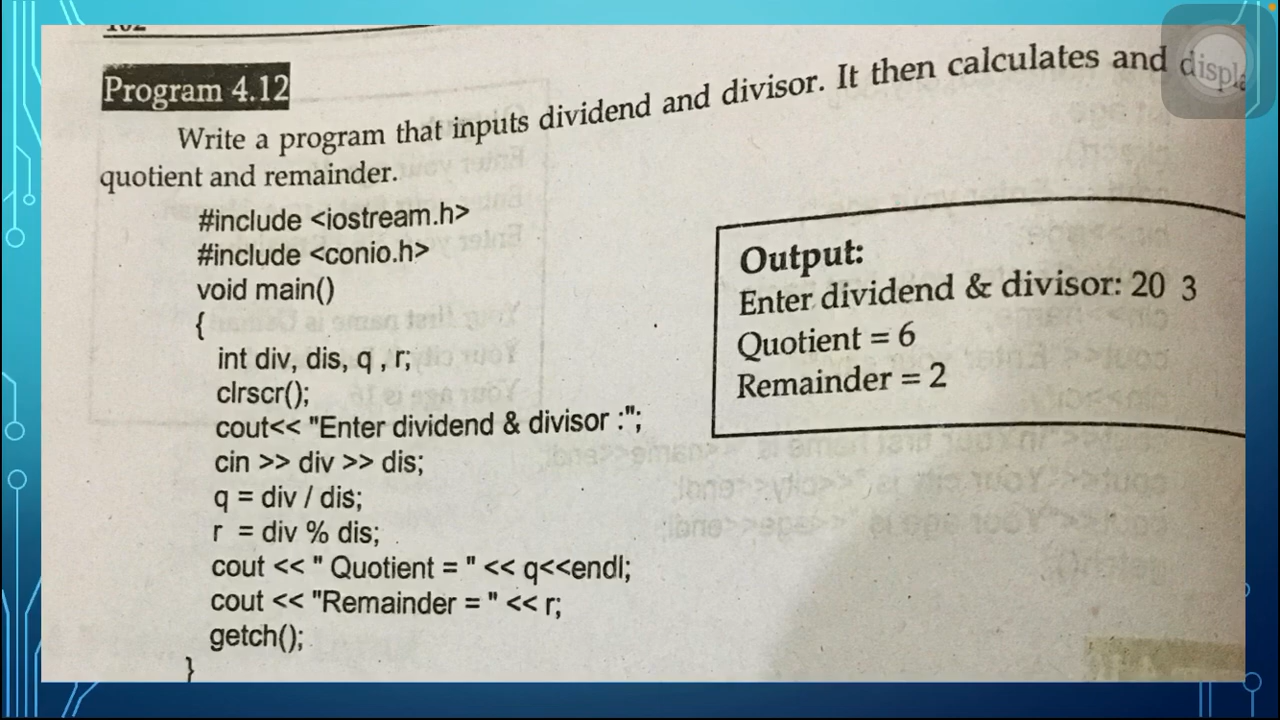 Program 4.12
Write a program that inputs dividend and divisor. It then calculates and
quotient and remainder.
#include <iostream.h>
#include <conio.h>
void main()
{
int div, dis, q , r;
clrscr();
cout<< "Enter dividend & divisor :";
cin >> div >> dis;
q = div / dis;
r = div % dis;
cout << " Quotient = " << q<<endl;
cout << "Remainder = " << r;
getch();
}
Output:
Enter dividend & divisor: 20 3
Quotient = 6
Remainder = 2